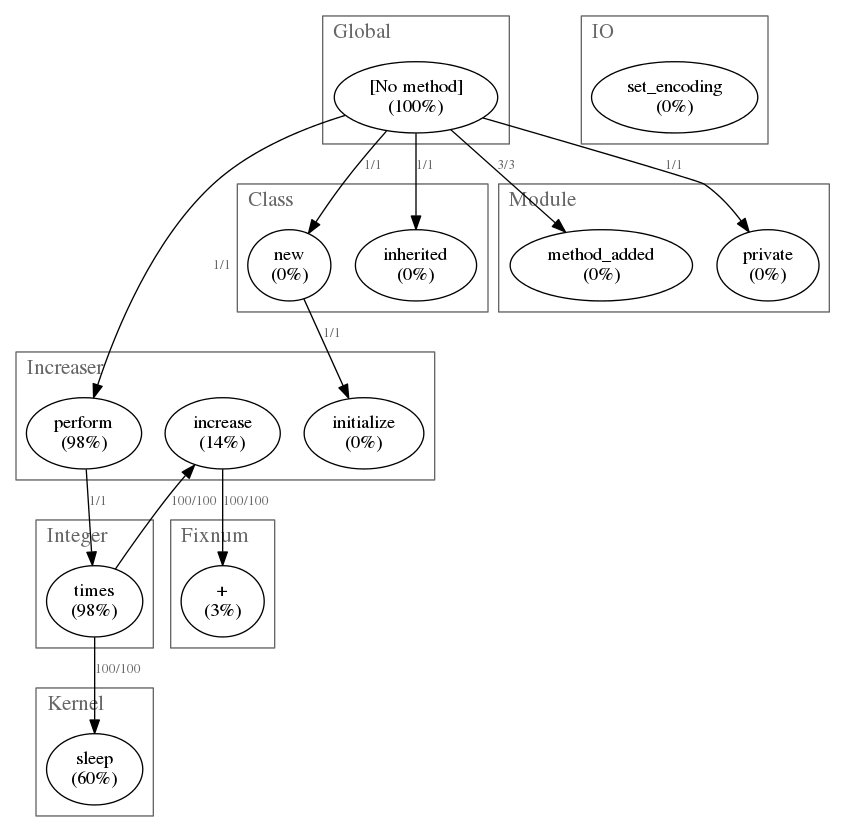 Global
IO
[No method]
(100%)
set_encoding
(0%)
1/1
1/1
3/3
1/1
Class
Module
new
(0%)
inherited
(0%)
method_added
(0%)
private
(0%)
1/1
1/1
Increaser
perform
(98%)
increase
(14%)
initialize
(0%)
1/1
100/100
100/100
Integer
Fixnum
times
(98%)
+
(3%)
100/100
Kernel
sleep
(60%)